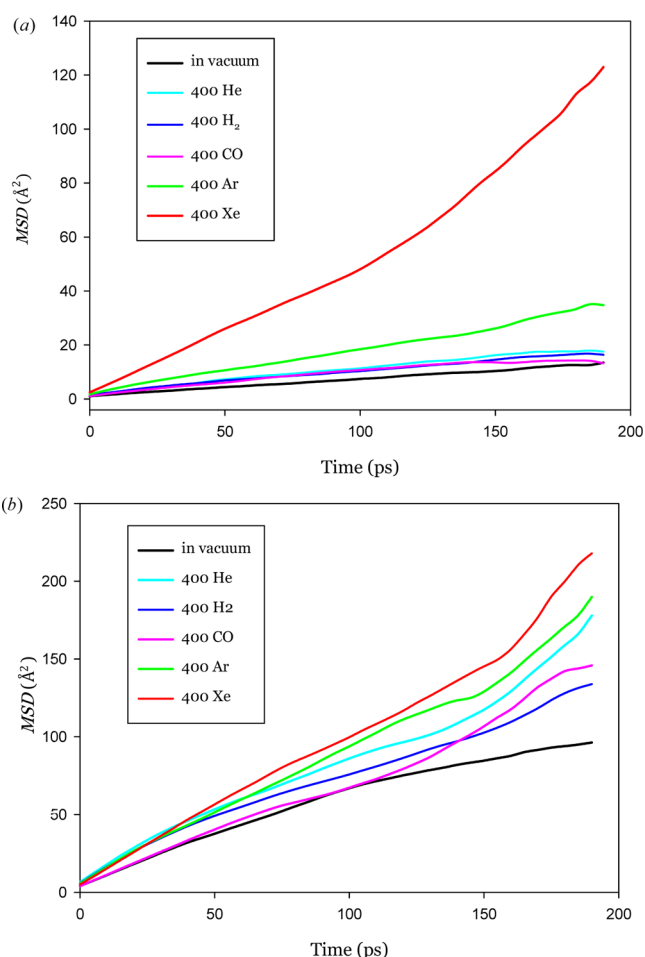 (a)
140
120
100
80
60
40
20
0
MSD (Å²)
in vacuum
400 He
400 H₂
400 CO
400 Ar
400 Xe
0 50 100 150 200
Time (ps)
(b)
250
200
150
100
50
0
MSD (Å²)
in vacuum
400 He
400 H2
400 CO
400 Ar
400 Xe
0 50 100 150 200
Time (ps)